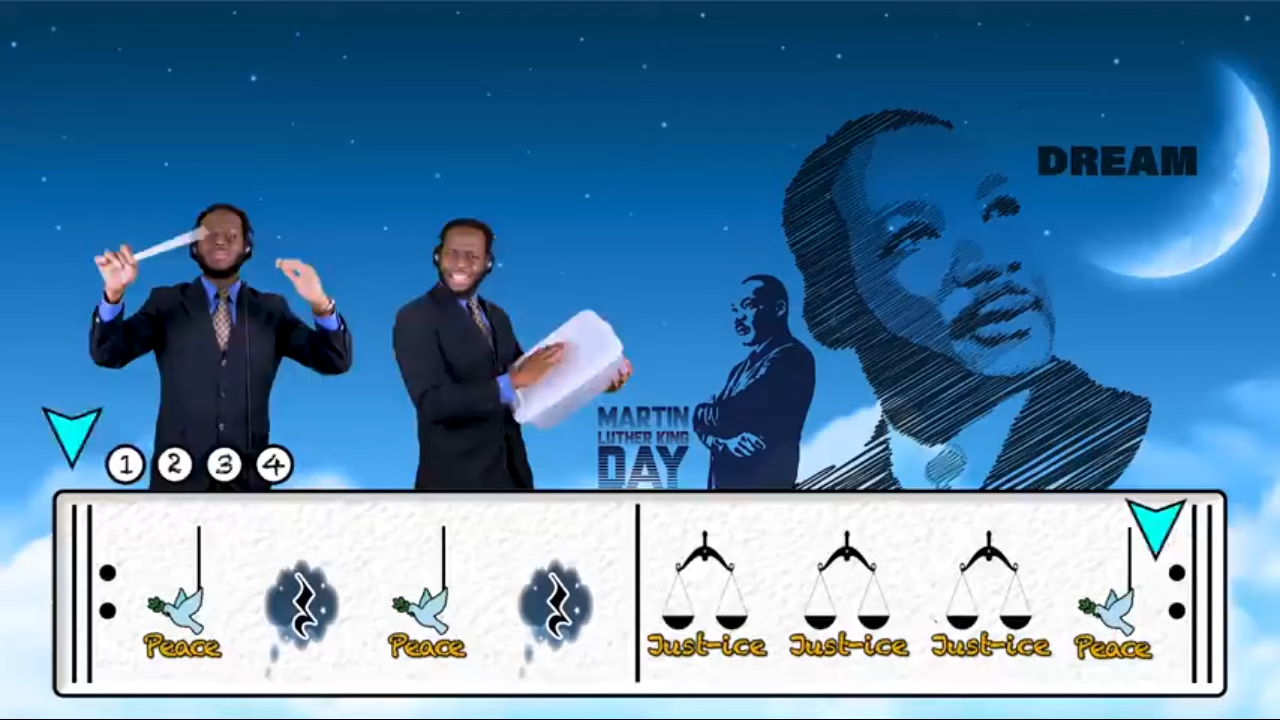 DREAM
MARTIN
LUTHER KING
DAY
1 2 3 4
Peace Peace Just-ice Just-ice Just-ice Peace